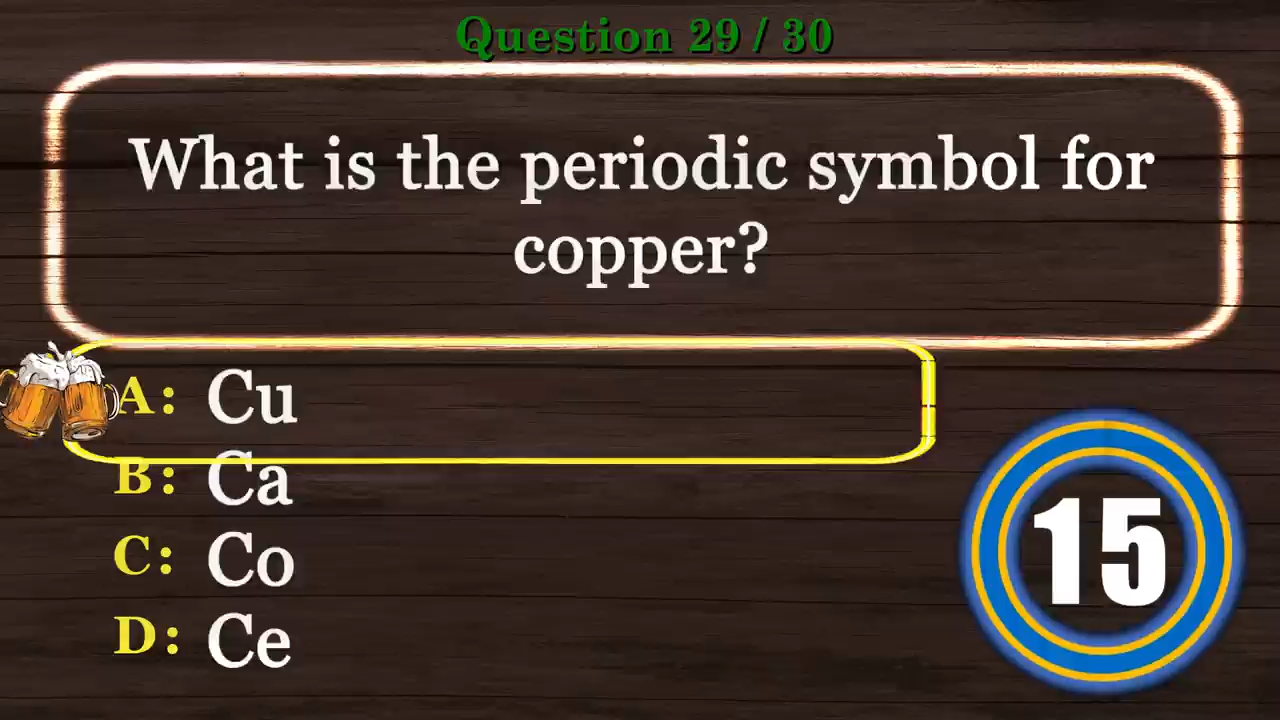 Question 29 / 30
What is the periodic symbol for
copper?
A: Cu
B: Ca
C: Co
D: Ce
15